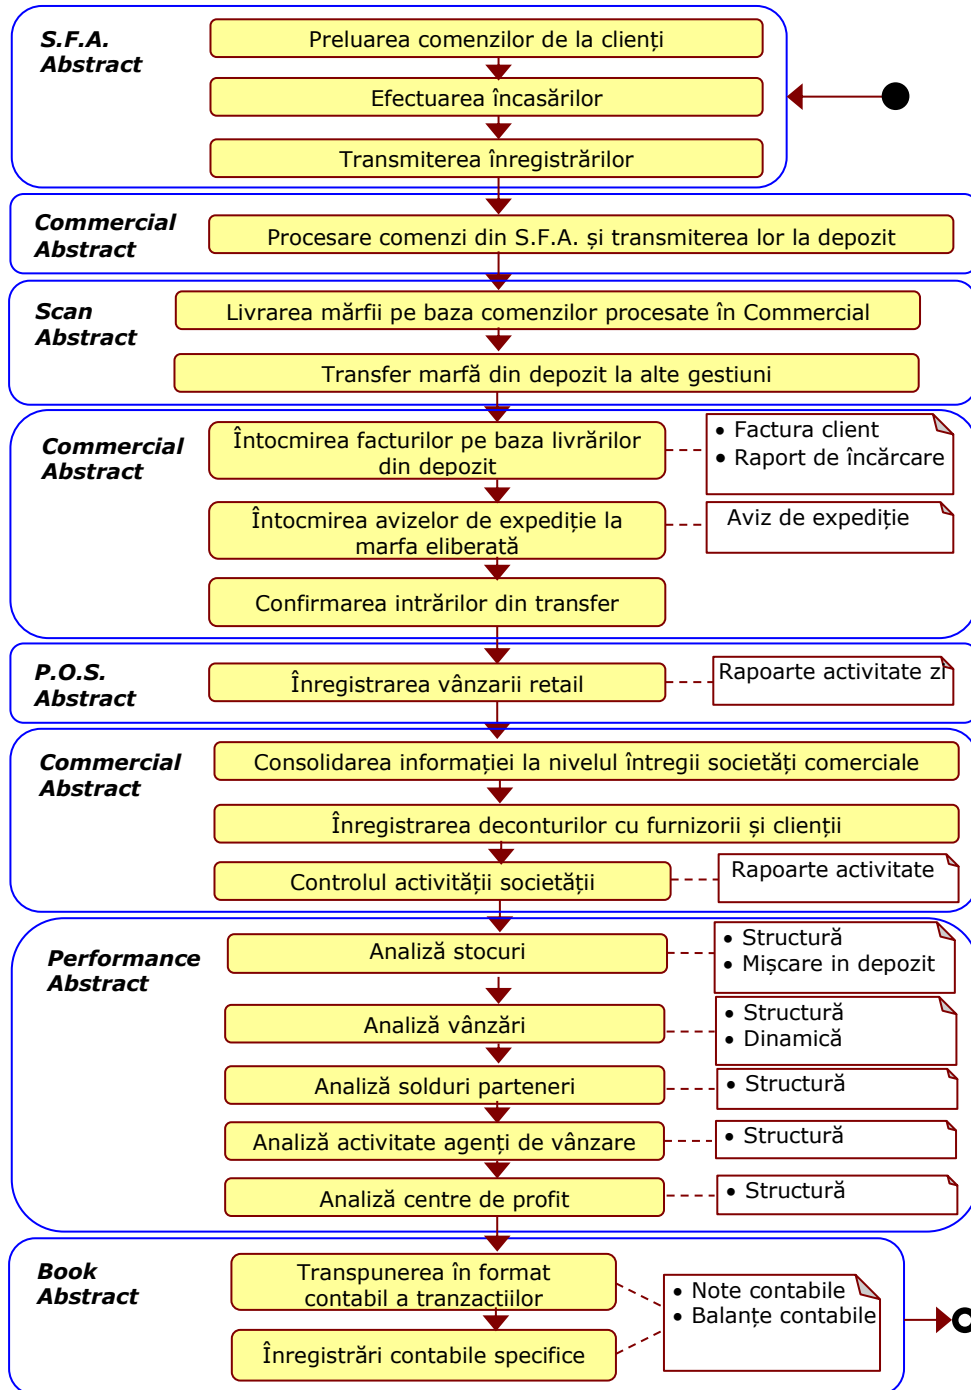 S.F.A.
Abstract
Preluarea comenzilor de la clienți
Efectuarea încasărilor
Transmiterea înregistrărilor
Commercial
Abstract
Procesare comenzi din S.F.A. și transmiterea lor la depozit
Scan
Abstract
Livrarea mărfii pe baza comenzilor procesate în Commercial
Transfer marfă din depozit la alte gestiuni
Commercial
Abstract
Întocmirea facturilor pe baza livrărilor
din depozit
• Factura client
• Raport de încărcare
Întocmirea avizelor de expediție la
marfa eliberată
Aviz de expediție
Confirmarea intrărilor din transfer
P.O.S.
Abstract
Înregistrarea vânzarii retail
Rapoarte activitate zi
Commercial
Abstract
Consolidarea informației la nivelul întregii societăți comerciale
Înregistrarea deconturilor cu furnizorii și clienții
Controlul activității societății
Rapoarte activitate
Performance
Abstract
Analiză stocuri
• Structură
• Mișcare in depozit
Analiză vânzări
• Structură
• Dinamică
Analiză solduri parteneri
• Structură
Analiză activitate agenți de vânzare
• Structură
Analiză centre de profit
• Structură
Book
Abstract
Transpunerea în format
contabil a tranzacțiilor
• Note contabile
• Balanțe contabile
Înregistrări contabile specifice